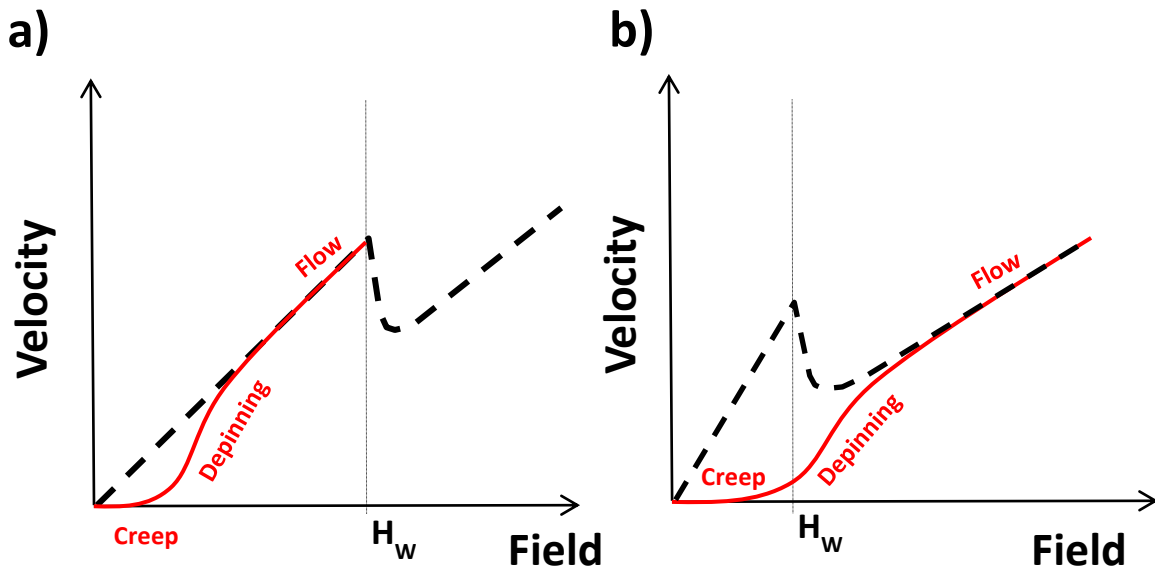 a)
Velocity
Flow
Depinning
Creep
H_W
Field
b)
Velocity
Flow
Depinning
Creep
H_W
Field